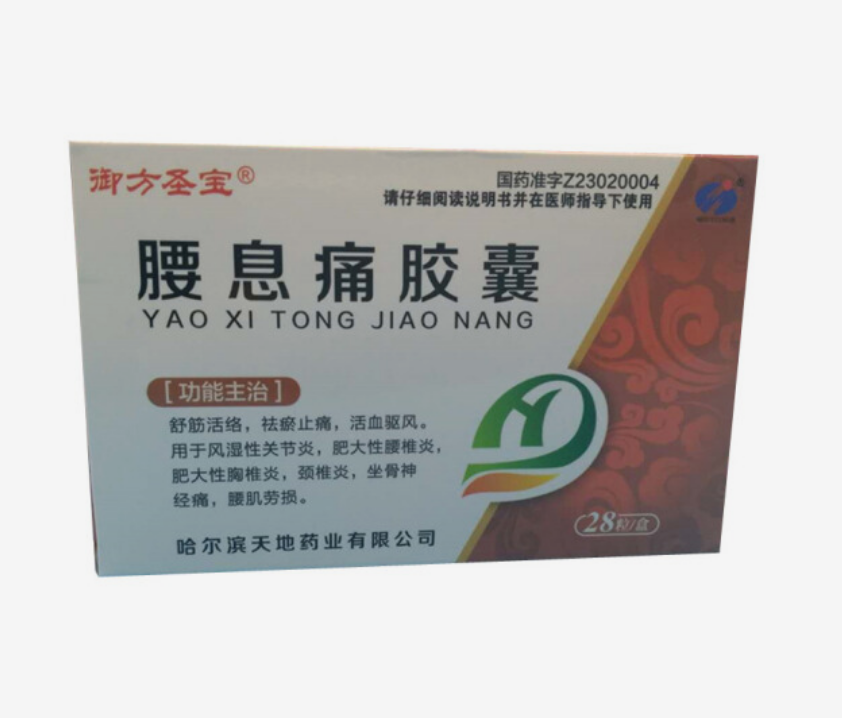 御方圣宝®
国药准字Z23020004
请仔细阅读说明书并在医师指导下使用
腰息痛胶囊
YAO XI TONG JIAO NANG
[功能主治]
舒筋活络，祛瘀止痛，活血驱风。
用于风湿性关节炎，肥大性腰椎炎，
肥大性胸椎炎，颈椎炎，坐骨神
经痛，腰肌劳损。
28粒/盒
哈尔滨天地药业有限公司